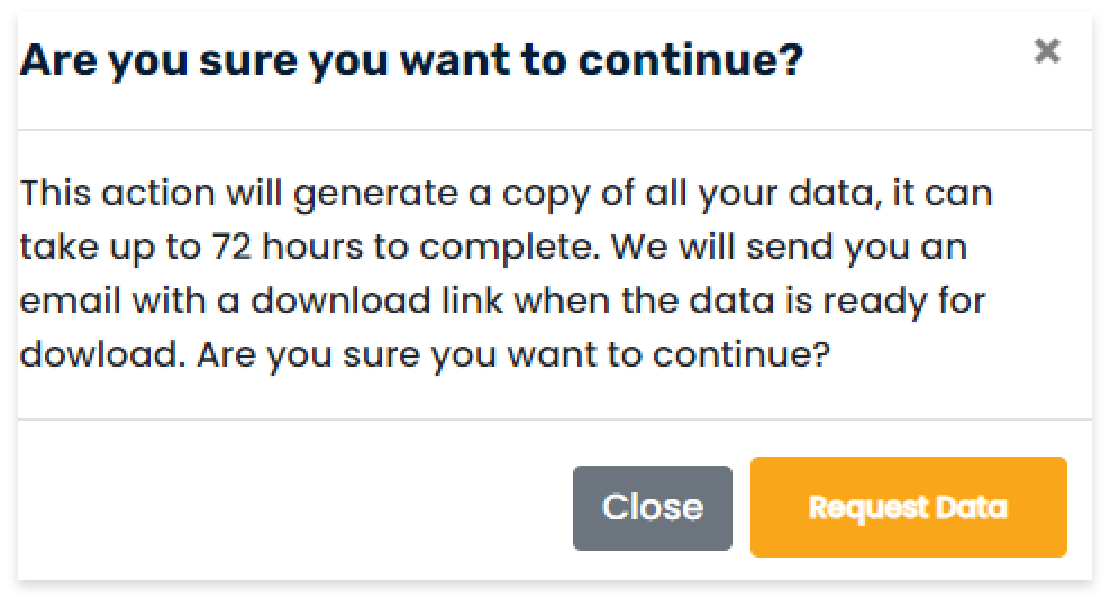 Are you sure you want to continue?
×
This action will generate a copy of all your data, it can
take up to 72 hours to complete. We will send you an
email with a download link when the data is ready for
dowload. Are you sure you want to continue?
Close
Request Data